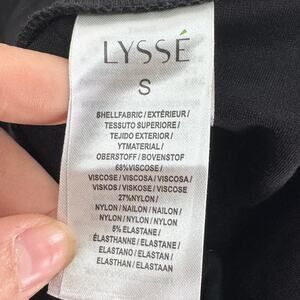 LYSSÉ
S
SHELLFABRIC / EXTÉRIEUR /
TESSUTO SUPERIORE /
TEJIDO EXTERIOR /
YTMATERIAL /
OBERSTOFF / BOVENSTOF
68%VISCOSE /
VISCOSE / VISCOSA / VISCOSA /
VISKOS / VISKOSE / VISCOSE
27%NYLON /
NYLON / NAILON / NAILON /
NYLON / NYLON / NYLON
5% ELASTANE /
ÉLASTHANNE / ELASTANE /
ELASTANO / ELASTAN /
ELASTHAN / ELASTAAN